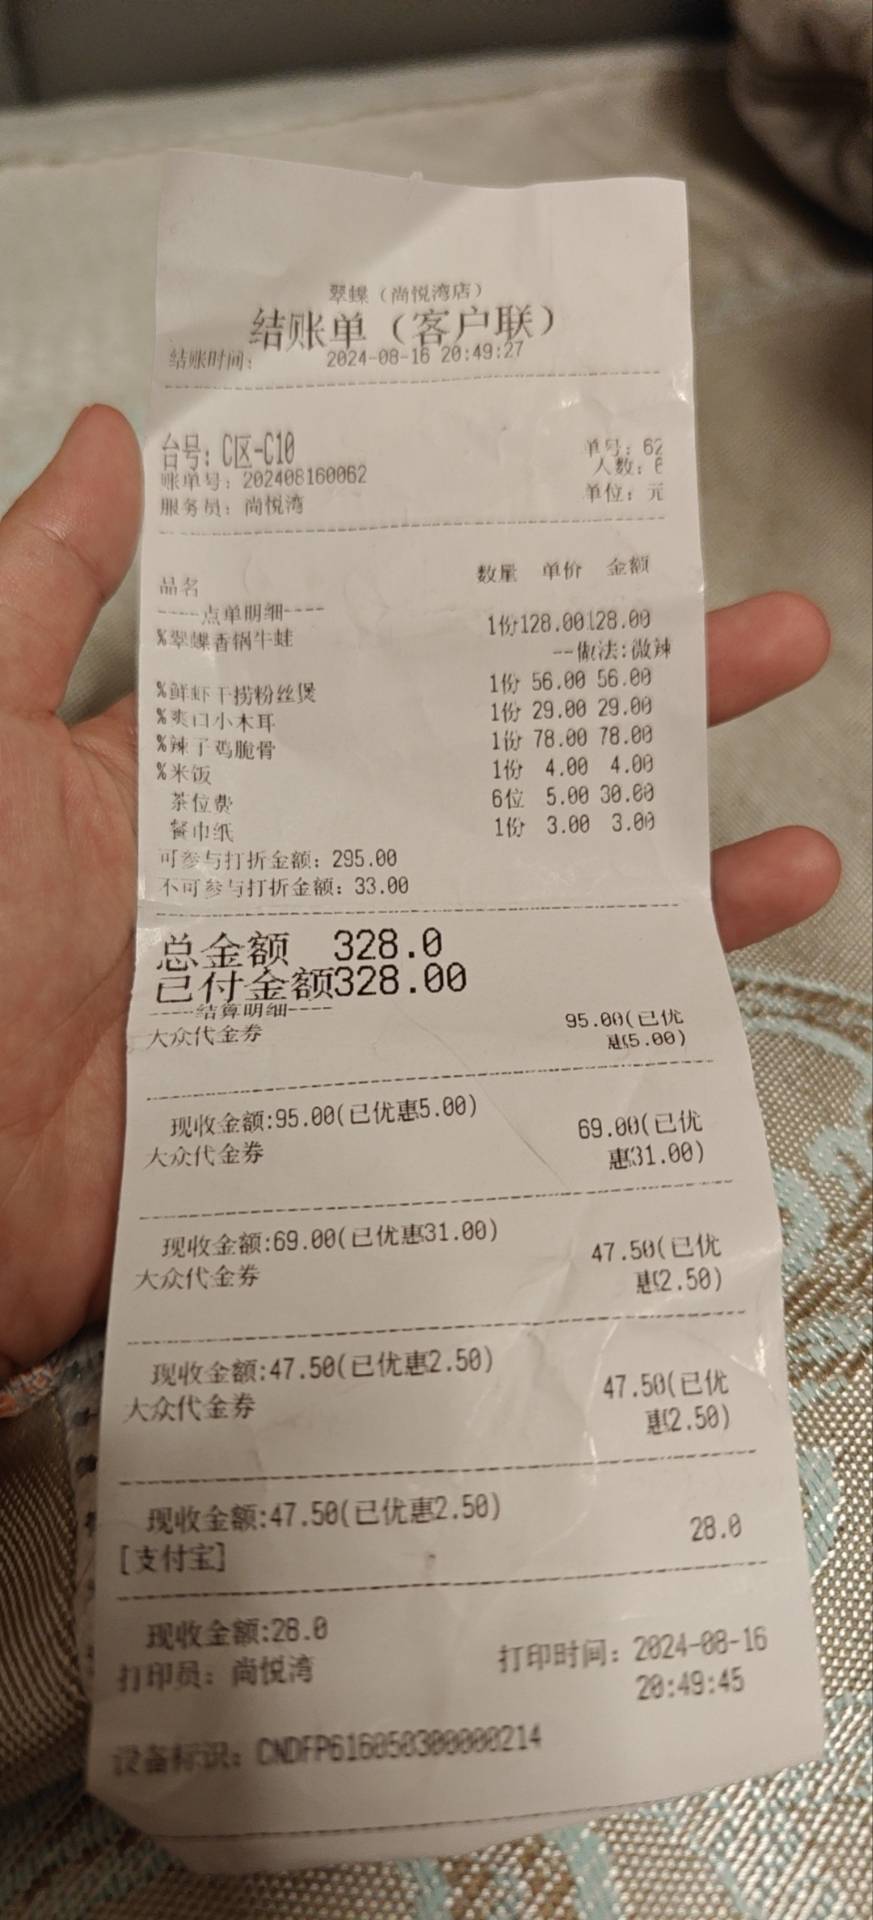 翠蝶（尚悦湾店）
结账单（客户联）
结账时间： 2024-08-16 20:49:27
台号：C区-C10 单号：62
账单号：202408160062 人数：6
服务员：尚悦湾 单位：元
品名 数量 单价 金额
----点单明细----
%翠蝶香锅牛蛙 1份128.00128.00
--做法:微辣
%鲜虾干捞粉丝煲 1份 56.00 56.00
%爽口小木耳 1份 29.00 29.00
%辣子鸡脆骨 1份 78.00 78.00
%米饭 1份 4.00 4.00
茶位费 6位 5.00 30.00
餐巾纸 1份 3.00 3.00
可参与打折金额：295.00
不可参与打折金额：33.00
总金额 328.0
已付金额328.00
----结算明细----
大众代金券 95.00(已优
惠5.00)
现收金额:95.00(已优惠5.00)
大众代金券 69.00(已优
惠31.00)
现收金额:69.00(已优惠31.00)
大众代金券 47.50(已优
惠2.50)
现收金额:47.50(已优惠2.50)
大众代金券 47.50(已优
惠2.50)
现收金额:47.50(已优惠2.50)
[支付宝] 28.0
现收金额:28.0
打印员：尚悦湾 打印时间：2024-08-16
20:49:45
设备标识：CNDFP616050300000214